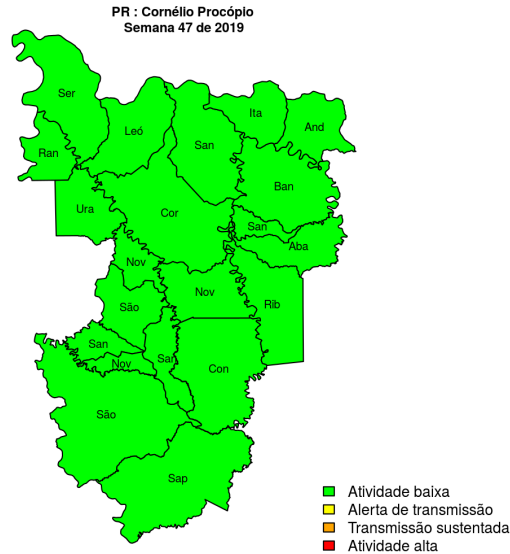 PR : Cornélio Procópio
Semana 47 de 2019
Ser
Ita
And
Leó
San
Ran
Ban
Ura
Cor
San
Aba
Nov
Nov
Rib
São
San
San
Nov
Con
São
Sap
Atividade baixa
Alerta de transmissão
Transmissão sustentada
Atividade alta